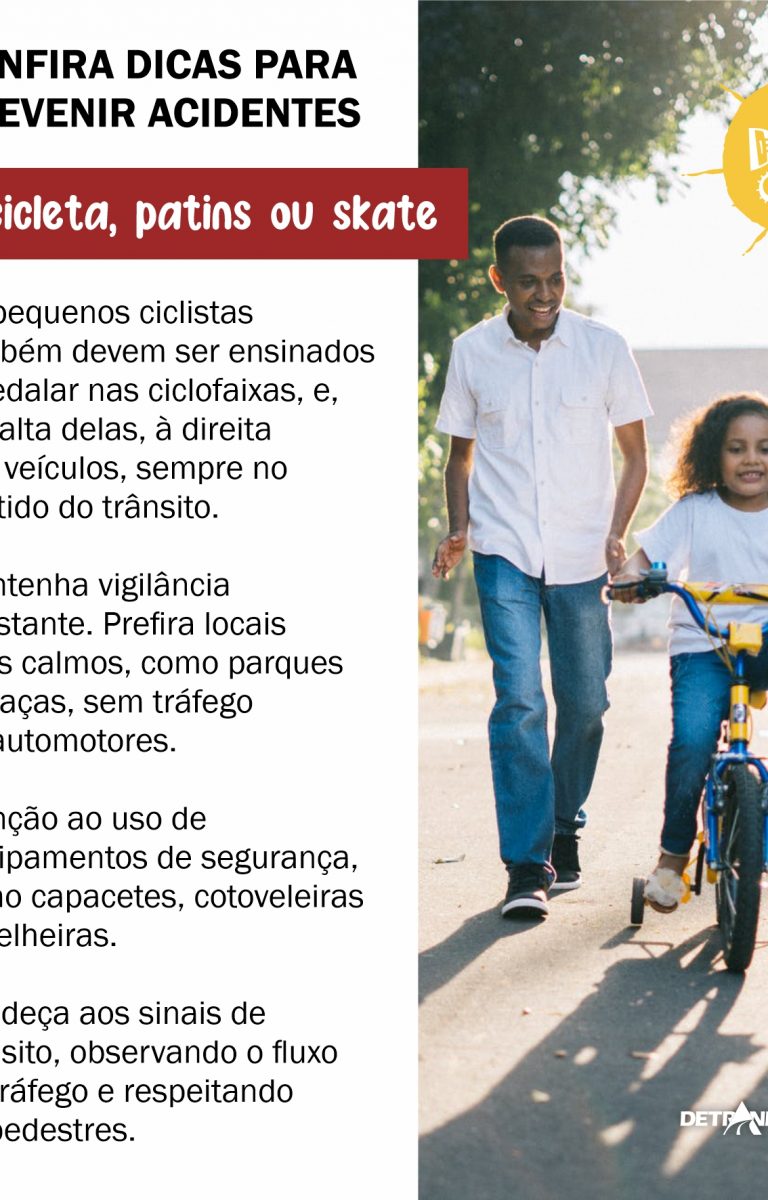 NFIRA DICAS PARA
EVENIR ACIDENTES
icleta, patins ou skate
pequenos ciclistas
bém devem ser ensinados
edalar nas ciclofaixas, e,
alta delas, à direita
veículos, sempre no
tido do trânsito.
ntenha vigilância
stante. Prefira locais
s calmos, como parques
aças, sem tráfego
automotores.
nção ao uso de
ipamentos de segurança,
o capacetes, cotoveleiras
elheiras.
deça aos sinais de
sito, observando o fluxo
ráfego e respeitando
pedestres.
DETRAN